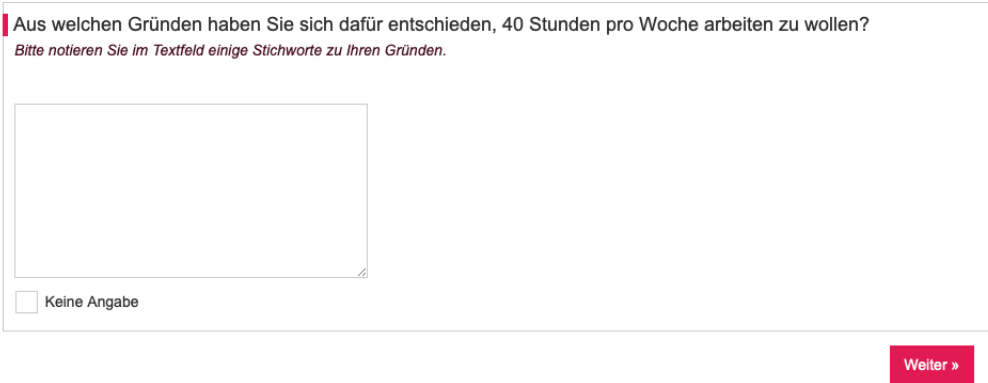 Aus welchen Gründen haben Sie sich dafür entschieden, 40 Stunden pro Woche arbeiten zu wollen?
Bitte notieren Sie im Textfeld einige Stichworte zu Ihren Gründen.
Keine Angabe
Weiter »